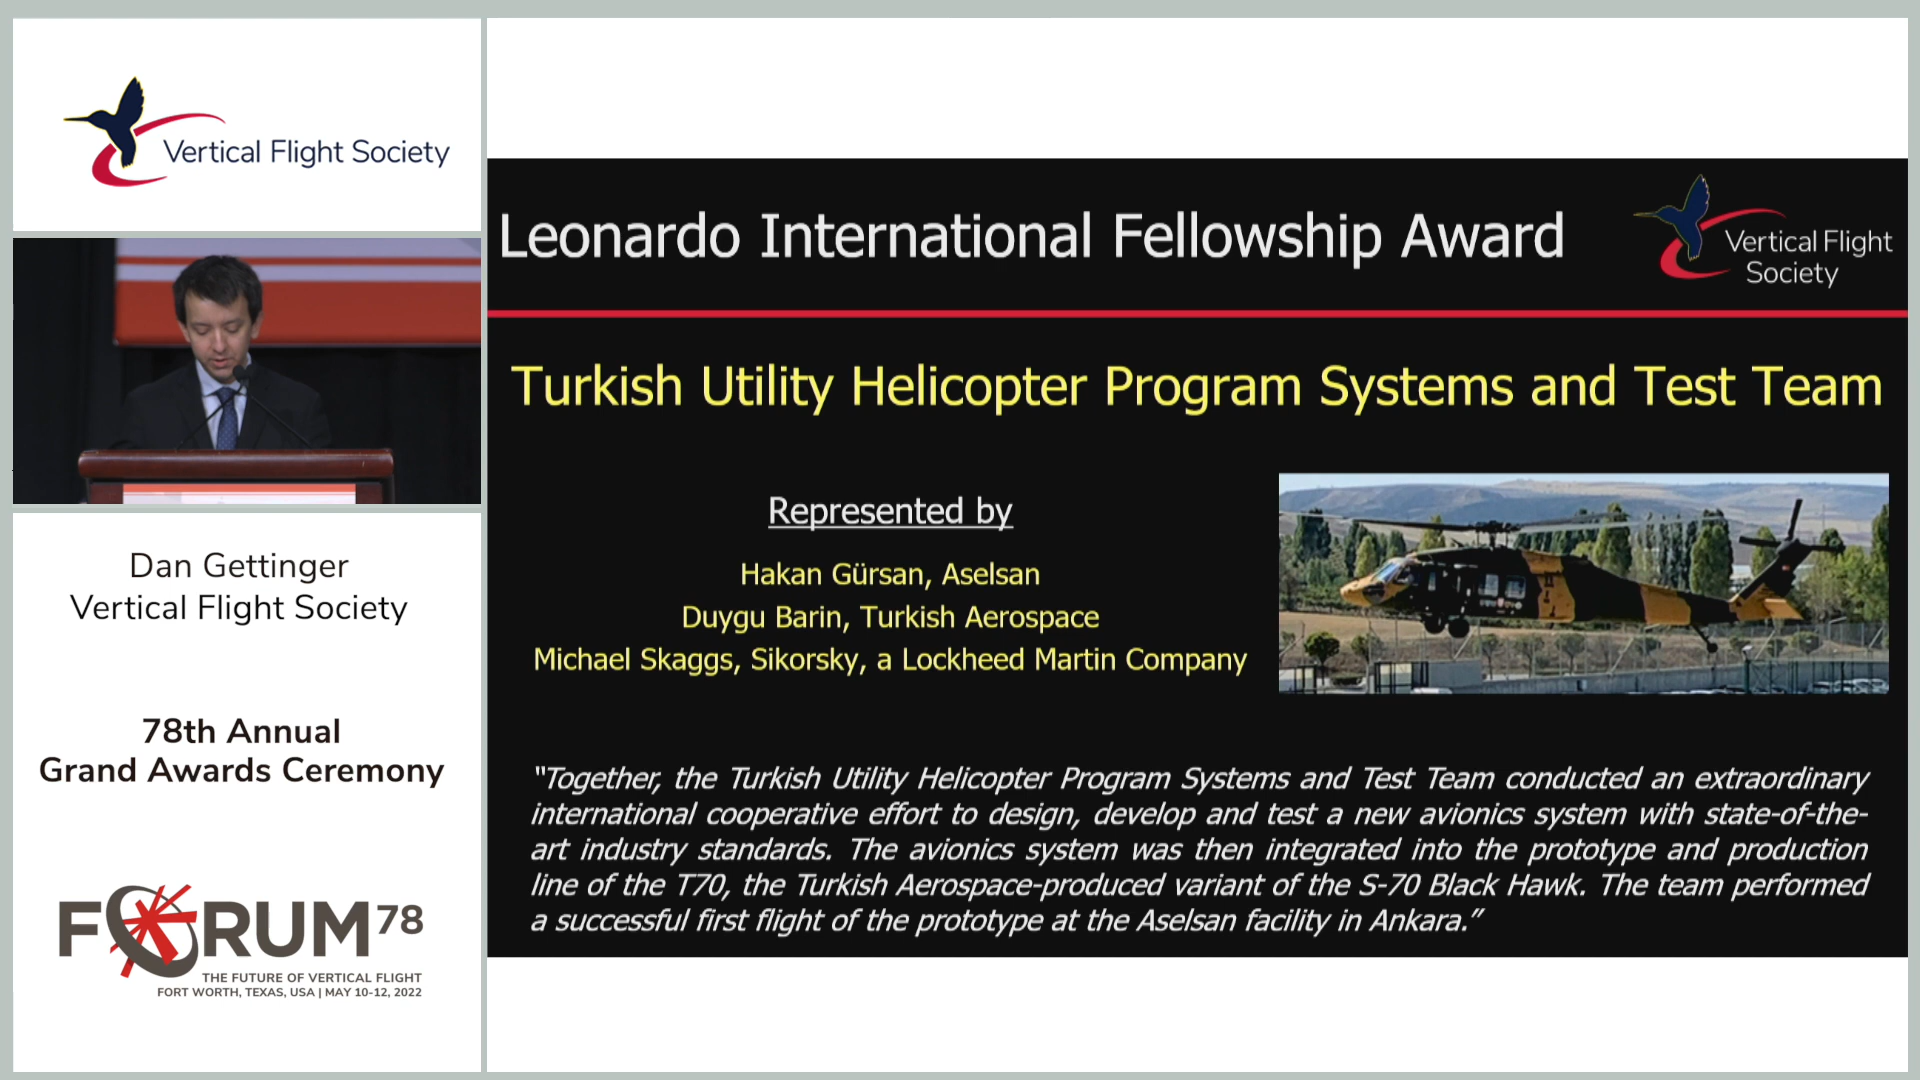 Vertical Flight Society
Dan Gettinger
Vertical Flight Society
78th Annual
Grand Awards Ceremony
FORUM 78
THE FUTURE OF VERTICAL FLIGHT
FORT WORTH, TEXAS, USA | MAY 10-12, 2022
Leonardo International Fellowship Award
Vertical Flight
Society
Turkish Utility Helicopter Program Systems and Test Team
Represented by
Hakan Gürsan, Aselsan
Duygu Barin, Turkish Aerospace
Michael Skaggs, Sikorsky, a Lockheed Martin Company
“Together, the Turkish Utility Helicopter Program Systems and Test Team conducted an extraordinary
international cooperative effort to design, develop and test a new avionics system with state-of-the-
art industry standards. The avionics system was then integrated into the prototype and production
line of the T70, the Turkish Aerospace-produced variant of the S-70 Black Hawk. The team performed
a successful first flight of the prototype at the Aselsan facility in Ankara.”